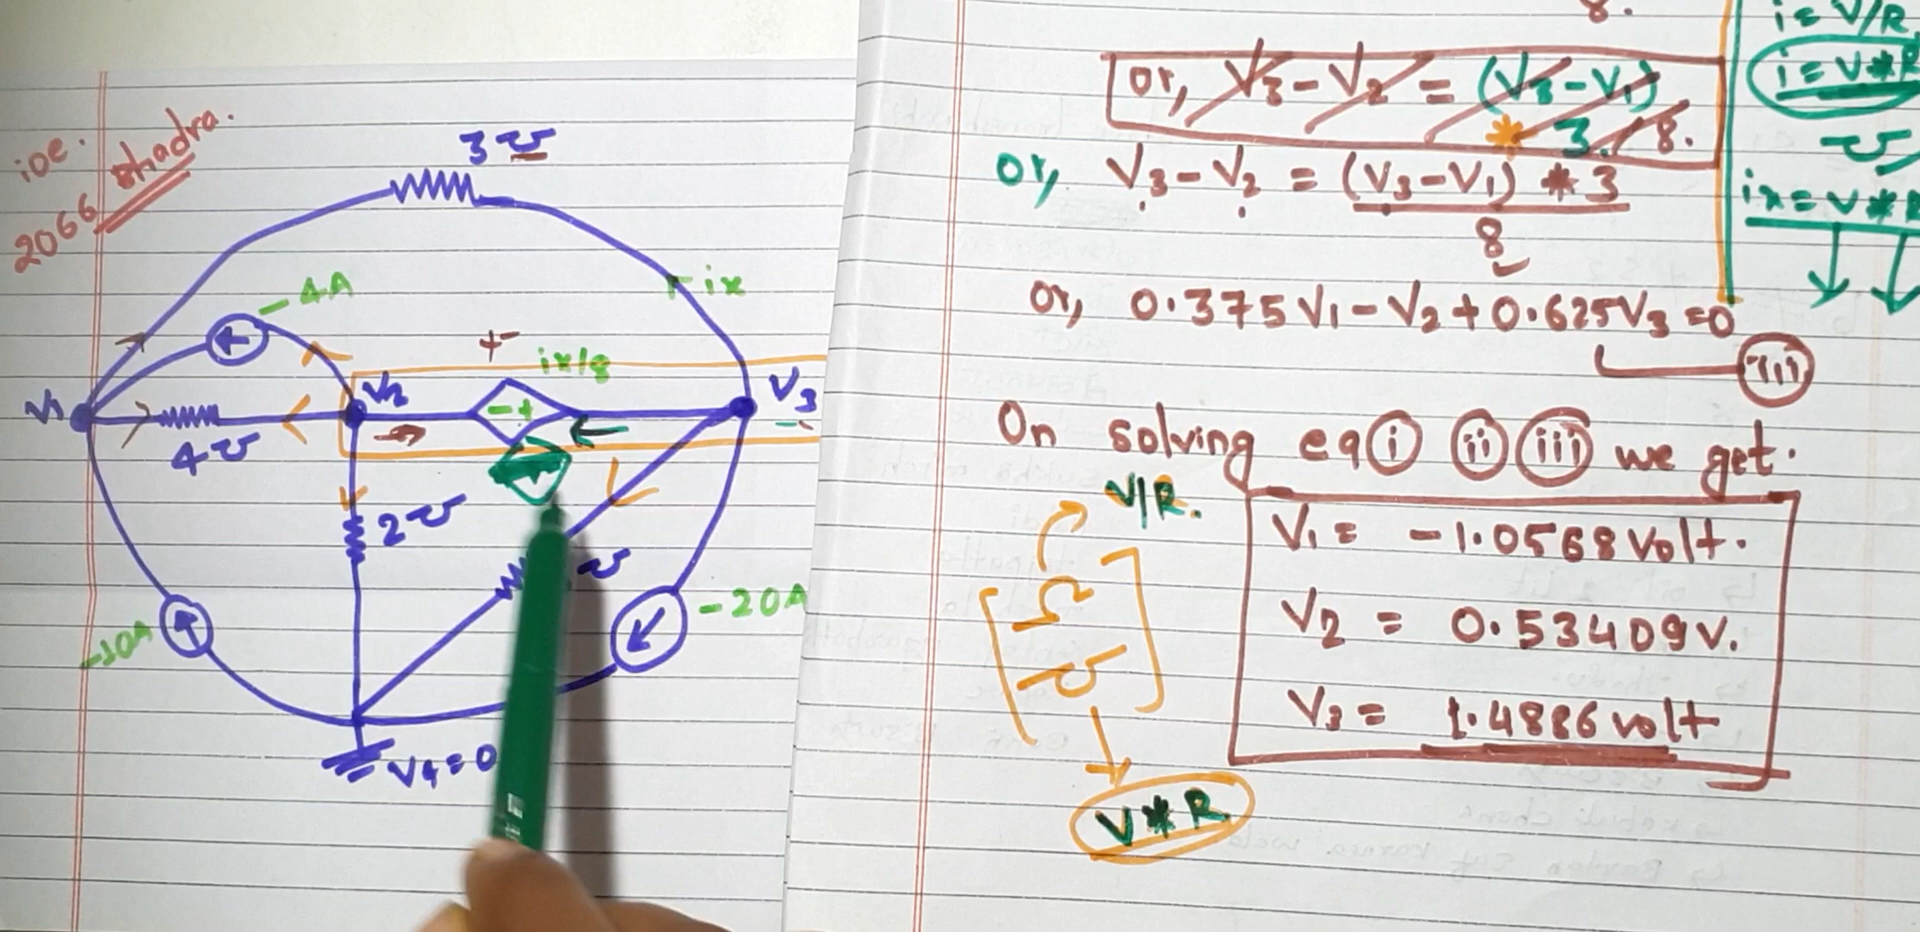 ioe.
2066 Bhadra.
3 ℧
- 4A
ix
+-
ix/8
V1
V2
- +
V3
4℧
2℧
℧
-10A
-20A
V4=0
8.
or, V3-V2 = (V3-V1) * 3 / 8.
or, V3-V2 = (V3-V1) * 3
8
or, 0.375V1-V2+0.625V3=0
(iii)
On solving eq (i) (ii) (iii) we get.
V1= -1.0568 volt.
V2 = 0.53409V.
V3= 1.4886 volt
V/R.
Ω
℧
V*R
i=V/R
i=V*R
℧
ix=V*R